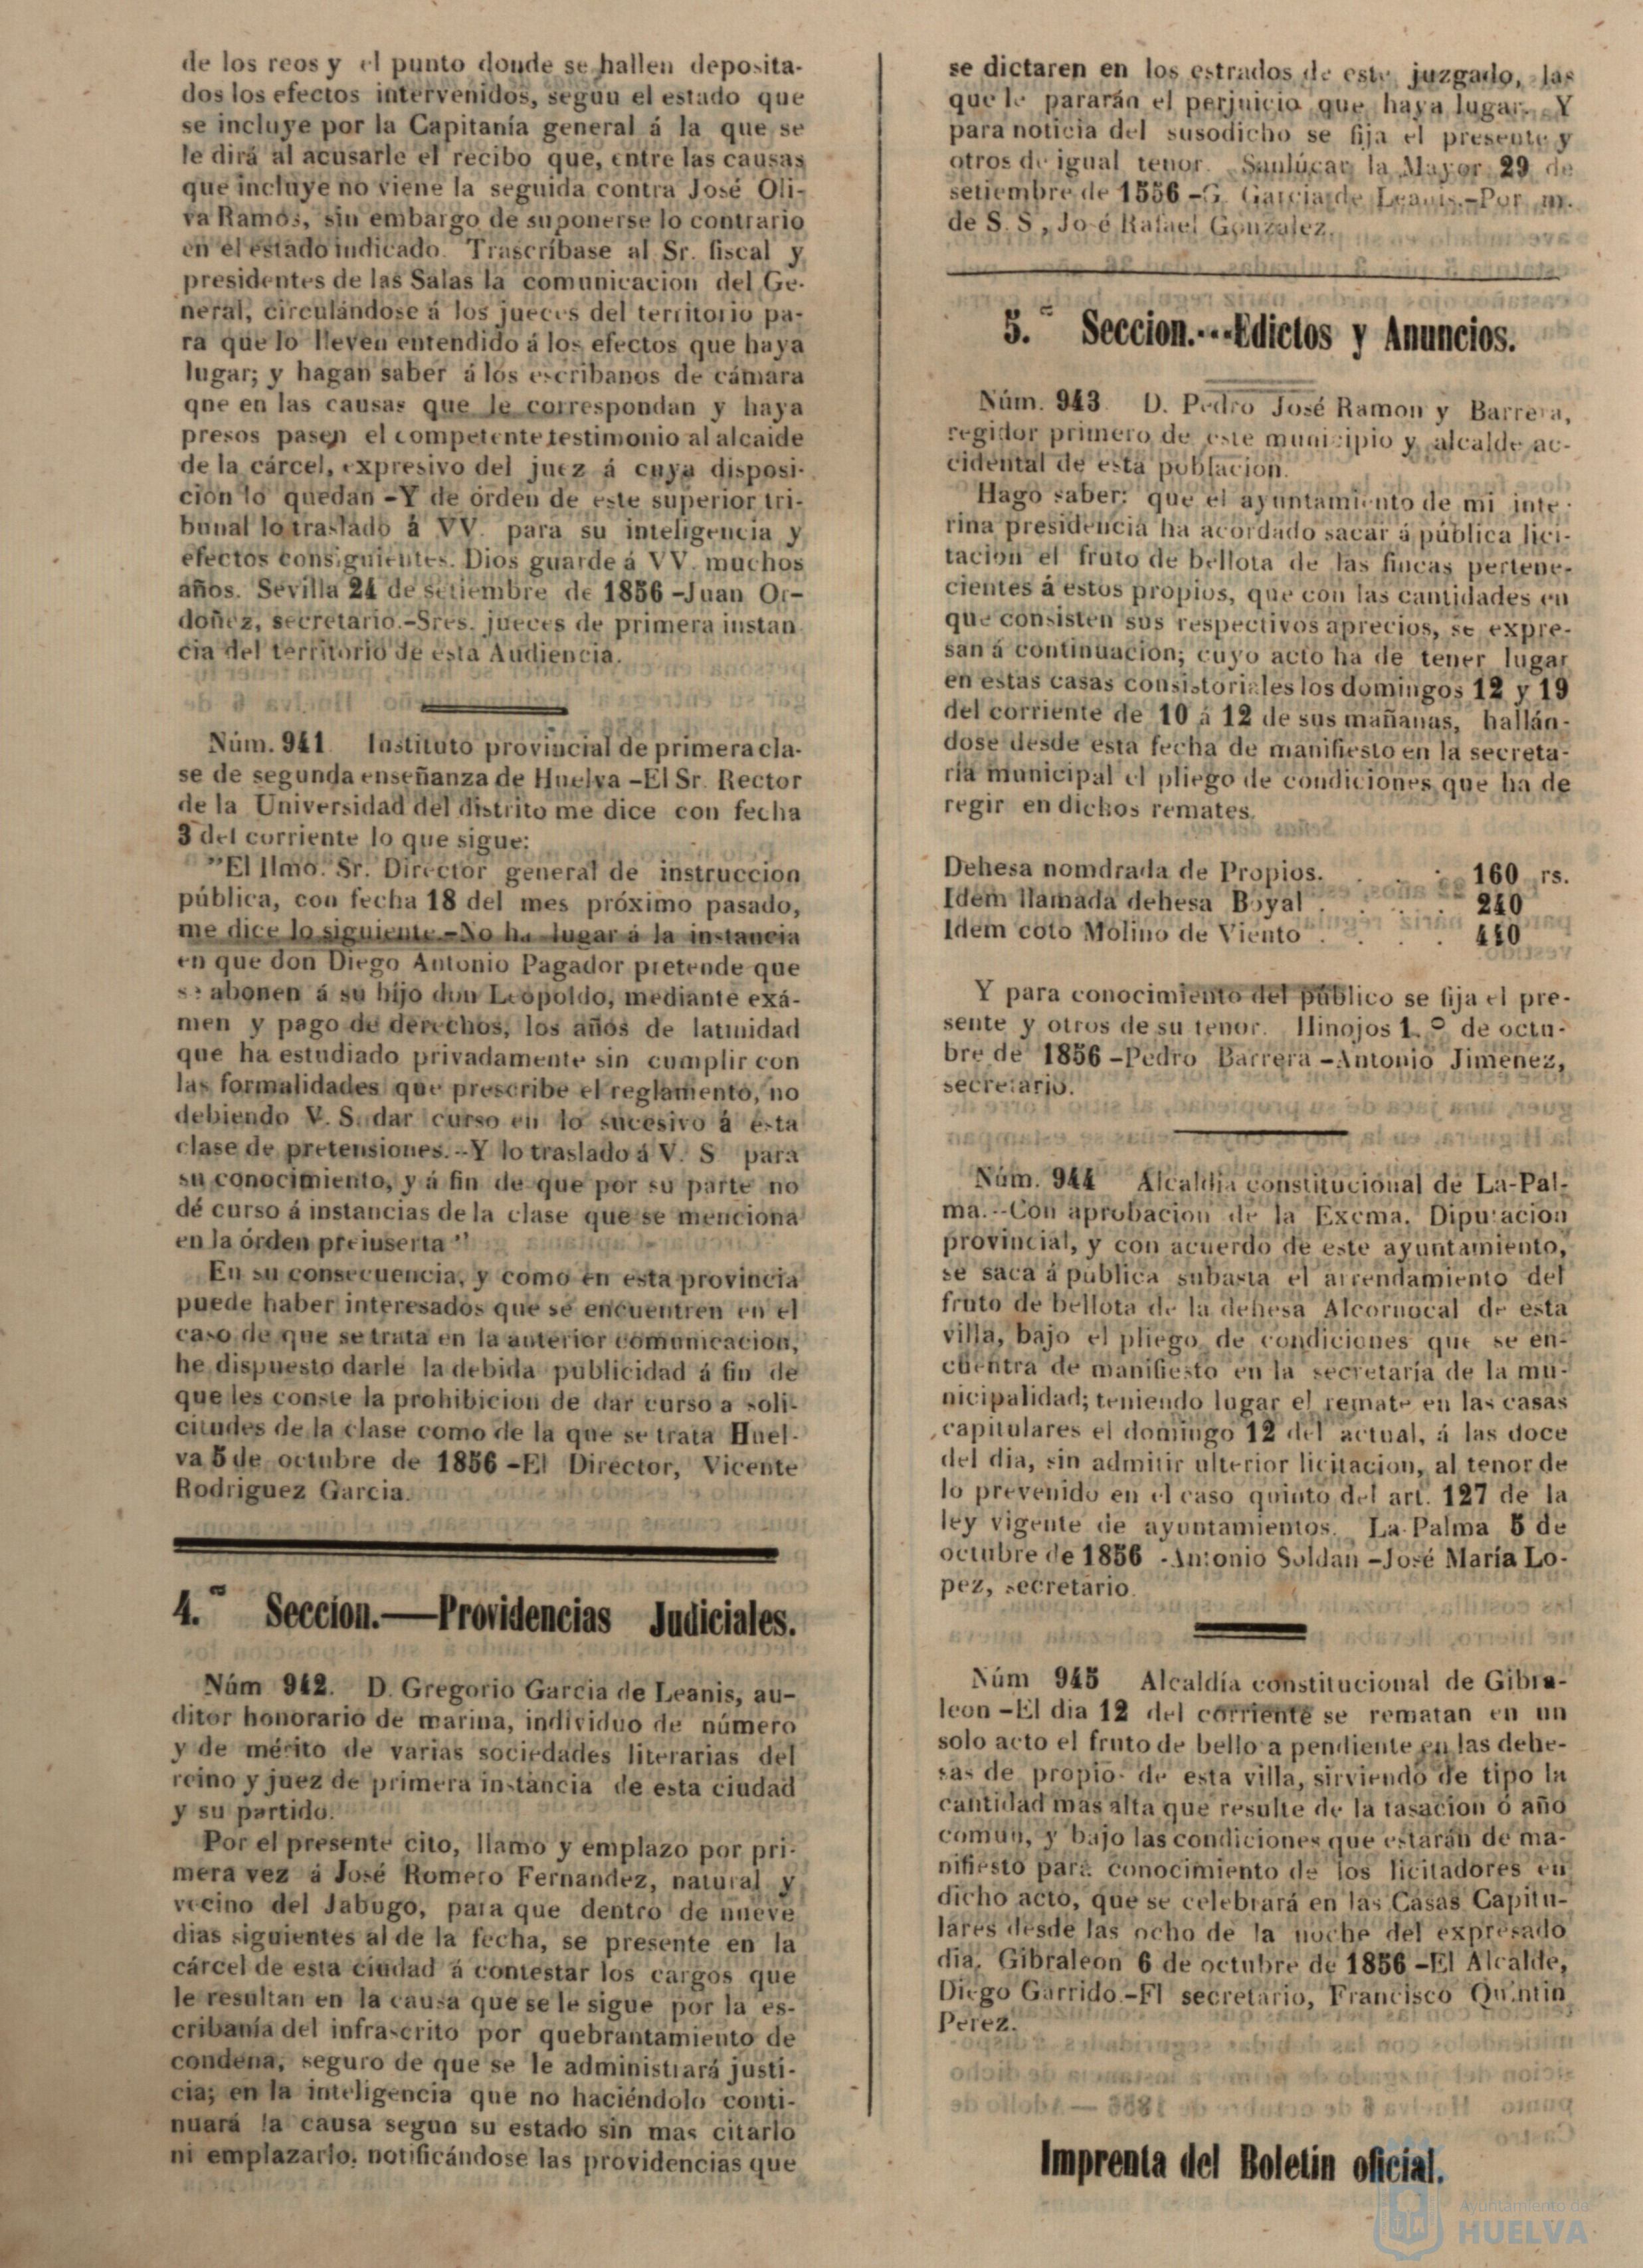 de los reos y el punto donde se hallen deposita-
dos los efectos intervenidos, segun el estado que
se incluye por la Capitanía general á la que se
le dirá al acusarle el recibo que, entre las causas
que incluye no viene la seguida contra José Oli-
va Ramos, sin embargo de suponerse lo contrario
en el estado indicado. Trascríbase al Sr. fiscal y
presidentes de las Salas la comunicacion del Ge-
neral, circulándose á los jueces del territorio pa-
ra que lo lleven entendido á los efectos que haya
lugar; y hagan saber á los escribanos de cámara
qne en las causas que le correspondan y haya
presos pasen el competente testimonio al alcaide
de la cárcel, expresivo del juez á cuya disposi-
cion lo quedan -Y de órden de este superior tri-
bunal lo traslado á VV. para su inteligencia y
efectos consiguientes. Dios guarde á VV. muchos
años. Sevilla 24 de setiembre de 1856 -Juan Or-
doñez, secretario.-Sres. jueces de primera instan
cia del territorio de esta Audiencia.
Núm. 941 Instituto provincial de primera cla-
se de segunda enseñanza de Huelva -El Sr. Rector
de la Universidad del distrito me dice con fecha
3 del corriente lo que sigue:
”El Ilmo. Sr. Director general de instruccion
pública, con fecha 18 del mes próximo pasado,
me dice lo siguiente.-No ha lugar á la instancia
en que don Diego Antonio Pagador pretende que
se abonen á su hijo don Leopoldo, mediante exá-
men y pago de derechos, los años de latinidad
que ha estudiado privadamente sin cumplir con
las formalidades que prescribe el reglamento, no
debiendo V. S. dar curso en lo sucesivo á esta
clase de pretensiones.--Y lo traslado á V. S para
su conocimiento, y á fin de que por su parte no
dé curso á instancias de la clase que se menciona
en la órden preinserta ”
En su consecuencia, y como en esta provincia
puede haber interesados que se encuentren en el
caso de que se trata en la anterior comunicacion,
he dispuesto darle la debida publicidad á fin de
que les conste la prohibicion de dar curso a soli-
citudes de la clase como de la que se trata Huel-
va 5 de octubre de 1856 -El Director, Vicente
Rodriguez Garcia.
4.ª Seccion.—Providencias Judiciales.
Núm 942. D. Gregorio Garcia de Leanis, au-
ditor honorario de marina, individuo de número
y de mérito de varias sociedades literarias del
reino y juez de primera instancia de esta ciudad
y su partido.
Por el presente cito, llamo y emplazo por pri-
mera vez á José Romero Fernandez, natural y
vecino del Jabugo, para que dentro de nueve
dias siguientes al de la fecha, se presente en la
cárcel de esta ciudad á contestar los cargos que
le resultan en la causa que se le sigue por la es-
cribanía del infrascrito por quebrantamiento de
condena, seguro de que se le administrará justi-
cia; en la inteligencia que no haciéndolo conti-
nuará la causa segun su estado sin mas citarlo
ni emplazarlo, notificándose las providencias que
se dictaren en los estrados de este juzgado, las
que le pararán el perjuicio que haya lugar. Y
para noticia del susodicho se fija el presente y
otros de igual tenor. Sanlúcar la Mayor 29 de
setiembre de 1556 -G. Garcia de Leanis.-Por m.
de S. S, José Rafael Gonzalez.
5.ª Seccion.---Edictos y Anuncios.
Núm. 943 D. Pedro José Ramon y Barrera,
regidor primero de este municipio y alcalde ac-
cidental de esta poblacion.
Hago saber: que el ayuntamiento de mi inte-
rina presidencia ha acordado sacar á pública lici-
tacion el fruto de bellota de las fincas pertene-
cientes á estos propios, que con las cantidades en
que consisten sus respectivos aprecios, se expre-
san á continuacion; cuyo acto ha de tener lugar
en estas casas consistoriales los domingos 12 y 19
del corriente de 10 á 12 de sus mañanas, hallán-
dose desde esta fecha de manifiesto en la secreta-
ría municipal el pliego de condiciones que ha de
regir en dichos remates.
Dehesa nomdrada de Propios. . . . 160 rs.
Idem llamada dehesa Boyal . . . . 240
Idem coto Molino de Viento . . . . 440
Y para conocimiento del público se fija el pre-
sente y otros de su tenor. Hinojos 1.º de octu-
bre de 1856 -Pedro Barrera -Antonio Jimenez,
secretario.
Núm. 944 Alcaldía constitucional de La-Pal-
ma.--Con aprobacion de la Excma. Diputacion
provincial, y con acuerdo de este ayuntamiento,
se saca á pública subasta el arrendamiento del
fruto de bellota de la dehesa Alcornocal de esta
villa, bajo el pliego de condiciones que se en-
cuentra de manifiesto en la secretaría de la mu-
nicipalidad; teniendo lugar el remate en las casas
capitulares el domingo 12 del actual, á las doce
del dia, sin admitir ulterior licitacion, al tenor de
lo prevenido en el caso quinto del art. 127 de la
ley vigente de ayuntamientos. La-Palma 5 de
octubre de 1856 -Antonio Soldan -José María Lo-
pez, secretario.
Núm 945 Alcaldía constitucional de Gibra-
leon -El dia 12 del corriente se rematan en un
solo acto el fruto de bello a pendiente en las dehe-
sas de propios de esta villa, sirviendo de tipo la
cantidad mas alta que resulte de la tasacion ó año
comun, y bajo las condiciones que estarán de ma-
nifiesto para conocimiento de los licitadores en
dicho acto, que se celebrará en las Casas Capitu-
lares desde las ocho de la noche del expresado
dia. Gibraleon 6 de octubre de 1856 -El Alcalde,
Diego Garrido.-El secretario, Francisco Quintin
Perez.
Imprenta del Boletin oficial.
Ayuntamiento de
HUELVA